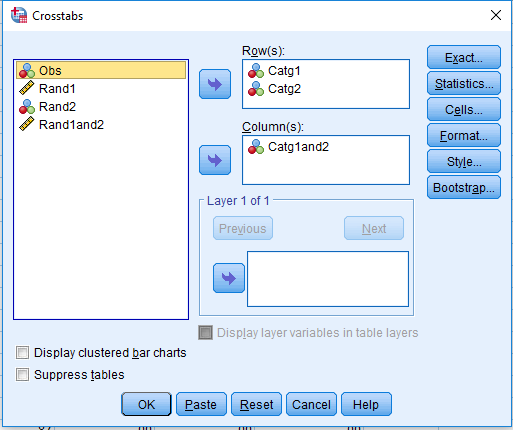 Crosstabs
Obs
Rand1
Rand2
Rand1and2
Row(s):
Catg1
Catg2
Column(s):
Catg1and2
Layer 1 of 1
Previous
Next
Display layer variables in table layers
Exact...
Statistics...
Cells...
Format...
Style...
Bootstrap...
Display clustered bar charts
Suppress tables
OK
Paste
Reset
Cancel
Help